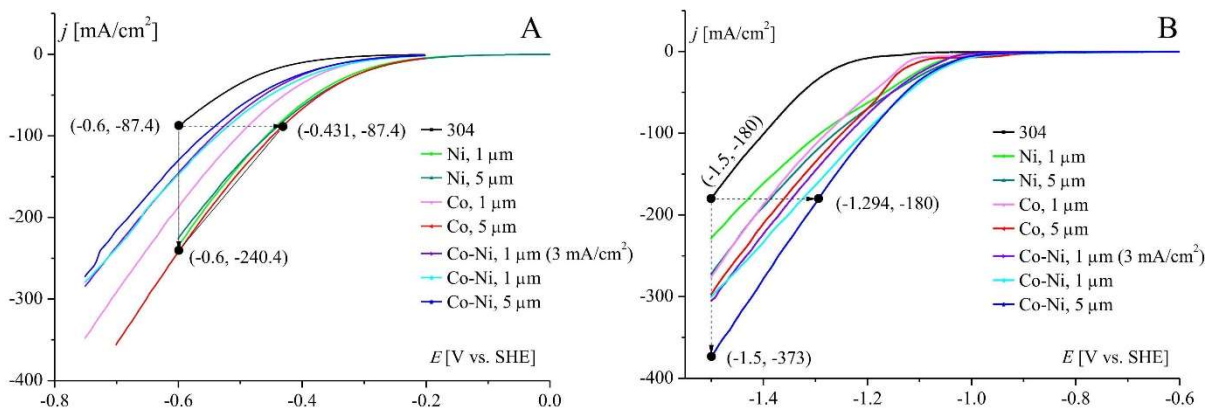 A
j [mA/cm²]
0
-100
-200
-300
-400
-0.8
-0.6
-0.4
-0.2
0.0
(-0.6, -87.4)
(-0.431, -87.4)
(-0.6, -240.4)
304
Ni, 1 µm
Ni, 5 µm
Co, 1 µm
Co, 5 µm
Co-Ni, 1 µm (3 mA/cm²)
Co-Ni, 1 µm
Co-Ni, 5 µm
E [V vs. SHE]
B
j [mA/cm²]
0
-100
-200
-300
-400
-1.4
-1.2
-1.0
-0.8
-0.6
(-1.5, -180)
(-1.294, -180)
(-1.5, -373)
304
Ni, 1 µm
Ni, 5 µm
Co, 1 µm
Co, 5 µm
Co-Ni, 1 µm (3 mA/cm²)
Co-Ni, 1 µm
Co-Ni, 5 µm
E [V vs. SHE]